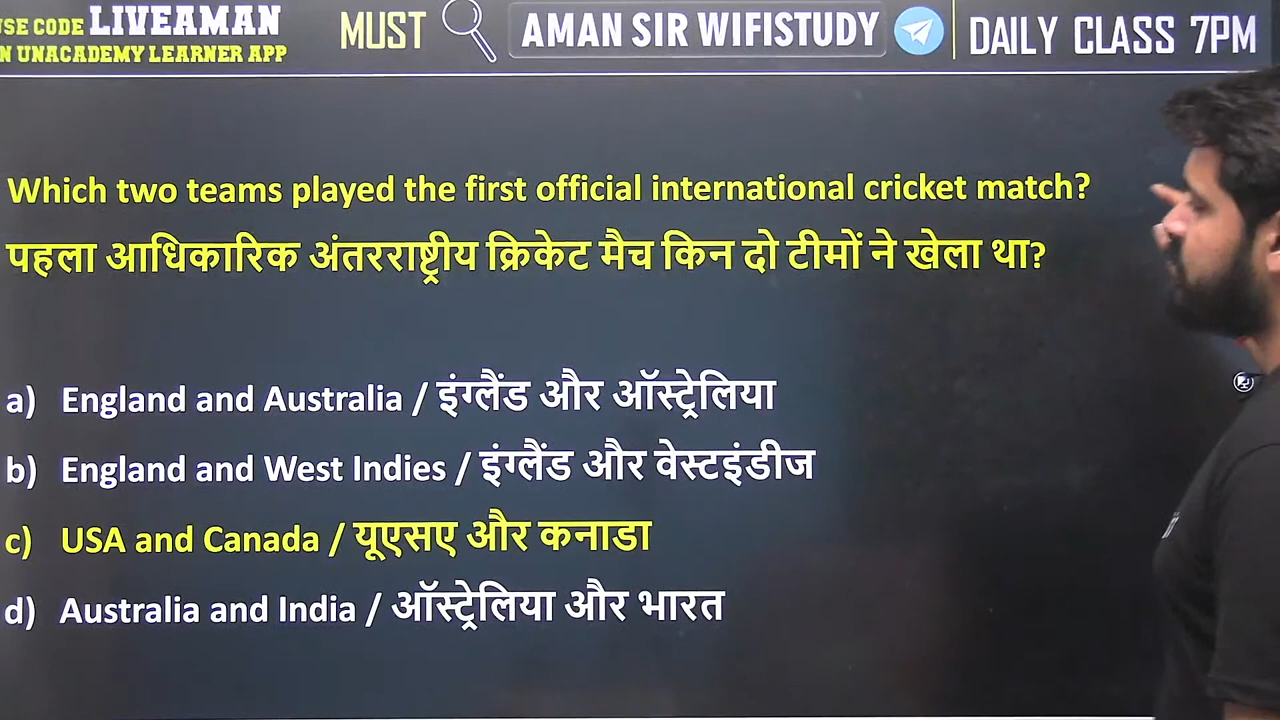 SE CODE LIVEAMAN
N UNACADEMY LEARNER APP
MUST AMAN SIR WIFISTUDY DAILY CLASS 7PM
Which two teams played the first official international cricket match?
पहला आधिकारिक अंतरराष्ट्रीय क्रिकेट मैच किन दो टीमों ने खेला था?
a) England and Australia / इंग्लैंड और ऑस्ट्रेलिया
b) England and West Indies / इंग्लैंड और वेस्टइंडीज
c) USA and Canada / यूएसए और कनाडा
d) Australia and India / ऑस्ट्रेलिया और भारत